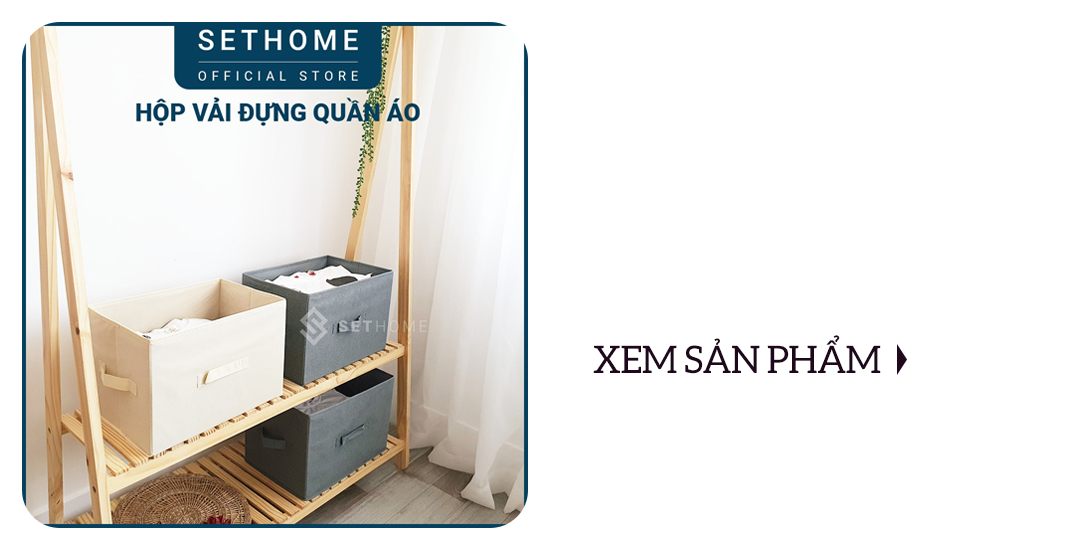 SETHOME
OFFICIAL STORE
HỘP VẢI ĐỰNG QUẦN ÁO
SETHOME
XEM SẢN PHẨM